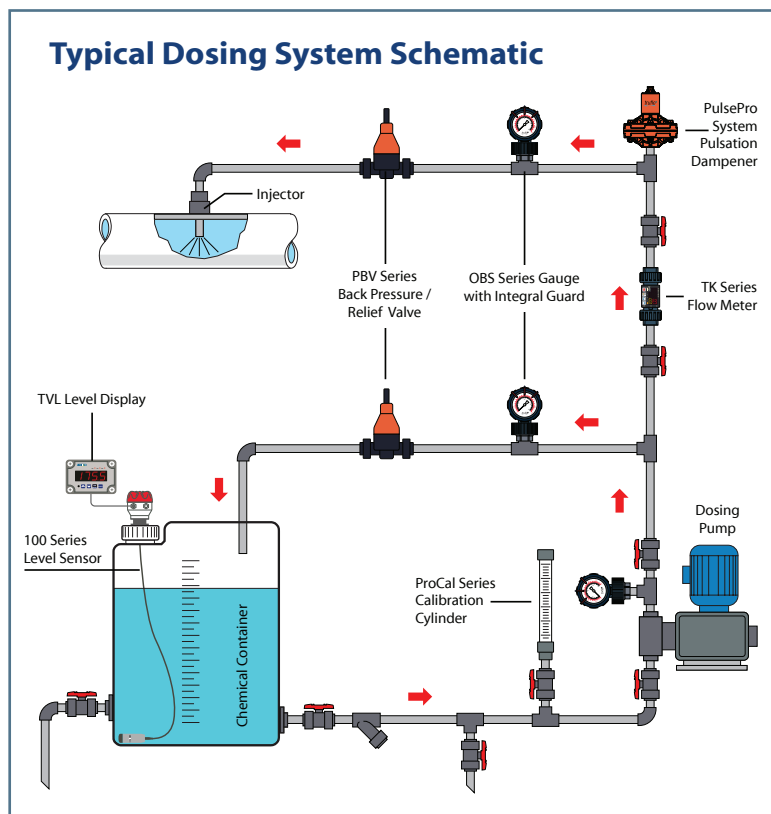 Typical Dosing System Schematic
PulsePro
System
Pulsation
Dampener
Injector
PBV Series
Back Pressure /
Relief Valve
OBS Series Gauge
with Integral Guard
TK Series
Flow Meter
TVL Level Display
1755
100 Series
Level Sensor
Chemical Container
ProCal Series
Calibration
Cylinder
Dosing
Pump